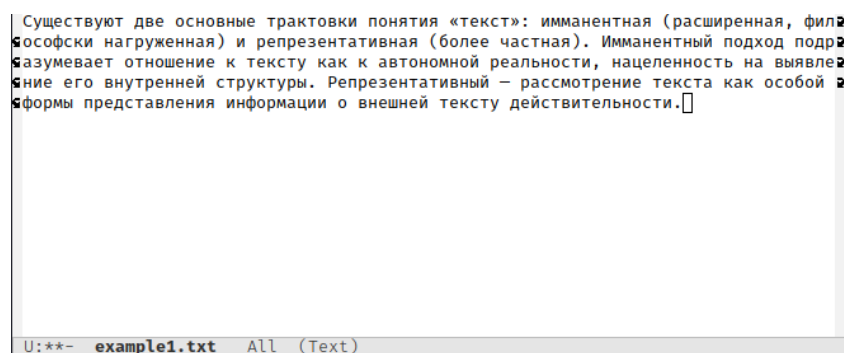 Существуют две основные трактовки понятия «текст»: имманентная (расширенная, фил
ософски нагруженная) и репрезентативная (более частная). Имманентный подход подр
азумевает отношение к тексту как к автономной реальности, нацеленность на выявле
ние его внутренней структуры. Репрезентативный — рассмотрение текста как особой
формы представления информации о внешней тексту действительности.
U:**-  example1.txt   All  (Text)